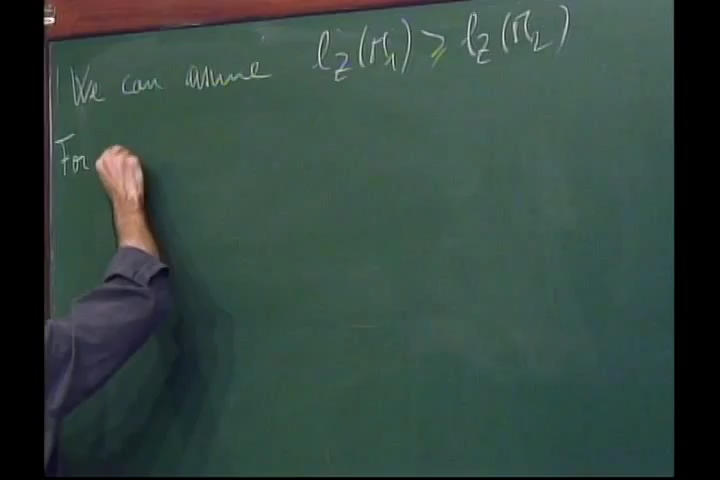 We can assume l_Z(M_1) ⩾ l_Z(M_2)
For